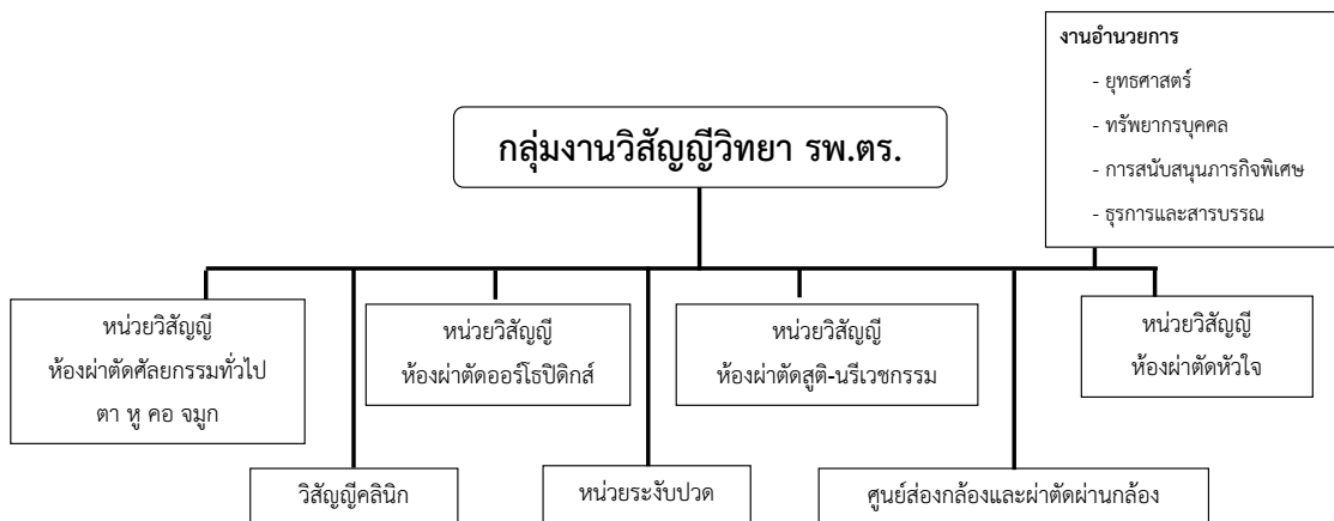 งานอำนวยการ
- ยุทธศาสตร์
- ทรัพยากรบุคคล
- การสนับสนุนภารกิจพิเศษ
- ธุรการและสารบรรณ
กลุ่มงานวิสัญญีวิทยา รพ.ตร.
หน่วยวิสัญญี
ห้องผ่าตัดศัลยกรรมทั่วไป
ตา หู คอ จมูก
หน่วยวิสัญญี
ห้องผ่าตัดออร์โธปิดิกส์
หน่วยวิสัญญี
ห้องผ่าตัดสูติ-นรีเวชกรรม
หน่วยวิสัญญี
ห้องผ่าตัดหัวใจ
วิสัญญีคลินิก
หน่วยระงับปวด
ศูนย์ส่องกล้องและผ่าตัดผ่านกล้อง